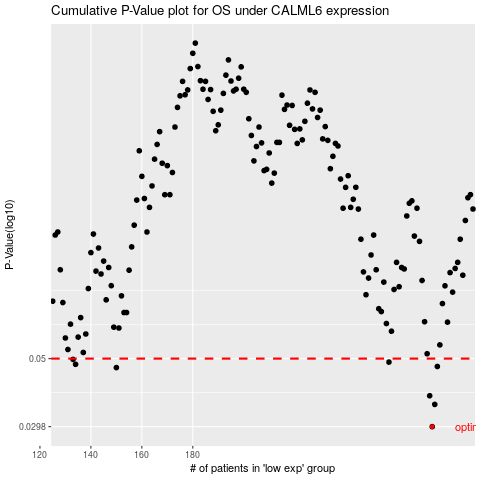 Cumulative P-Value plot for OS under CALML6 expression
P-Value(log10)
0.05
0.0298
optir
120 140 160 180
# of patients in 'low exp' group